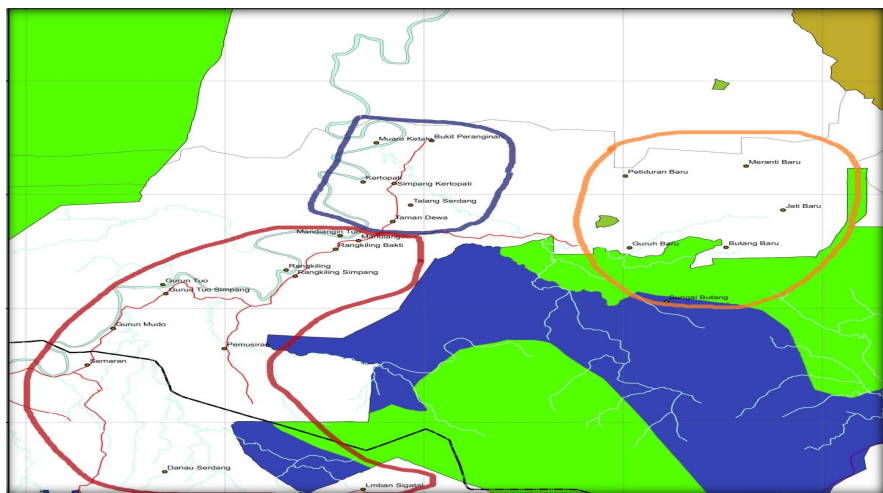 Muaro Ketalo
Bukit Peranginan
Meranti Baru
Petiduran Baru
Kertopati
Simpang Kertopati
Talang Serdang
Jati Baru
Taman Dewa
Mandiangin Tuo
Mandiangin
Rangkiling Bakti
Guruh Baru
Butang Baru
Rangkiling
Rangkiling Simpang
Gurun Tuo
Gurun Tuo Simpang
Sungai Butang
Gurun Mudo
Pemusiran
Semaran
Danau Serdang
Lmban Sigatal